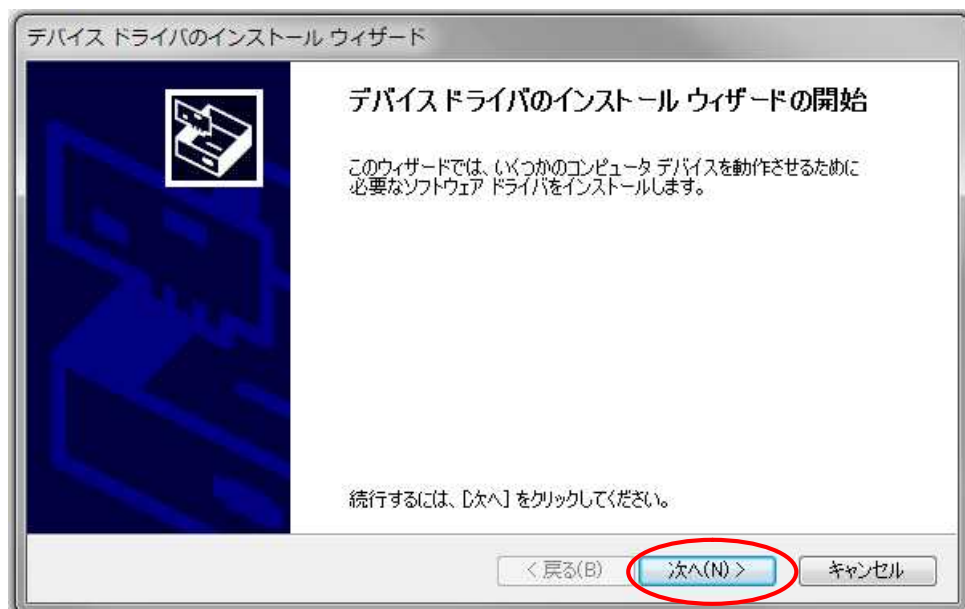 デバイス ドライバのインストール ウィザード
デバイス ドライバのインストール ウィザードの開始
このウィザードでは、いくつかのコンピュータ デバイスを動作させるために
必要なソフトウェア ドライバをインストールします。
続行するには、[次へ] をクリックしてください。
< 戻る(B)
次へ(N) >
キャンセル